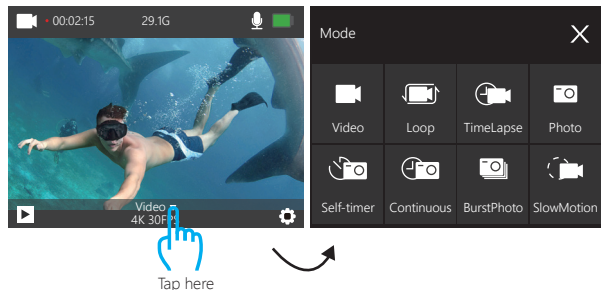 00:02:15 29.1G
Video
4K 30FPS
Tap here
Mode
Video Loop TimeLapse Photo
Self-timer Continuous BurstPhoto SlowMotion